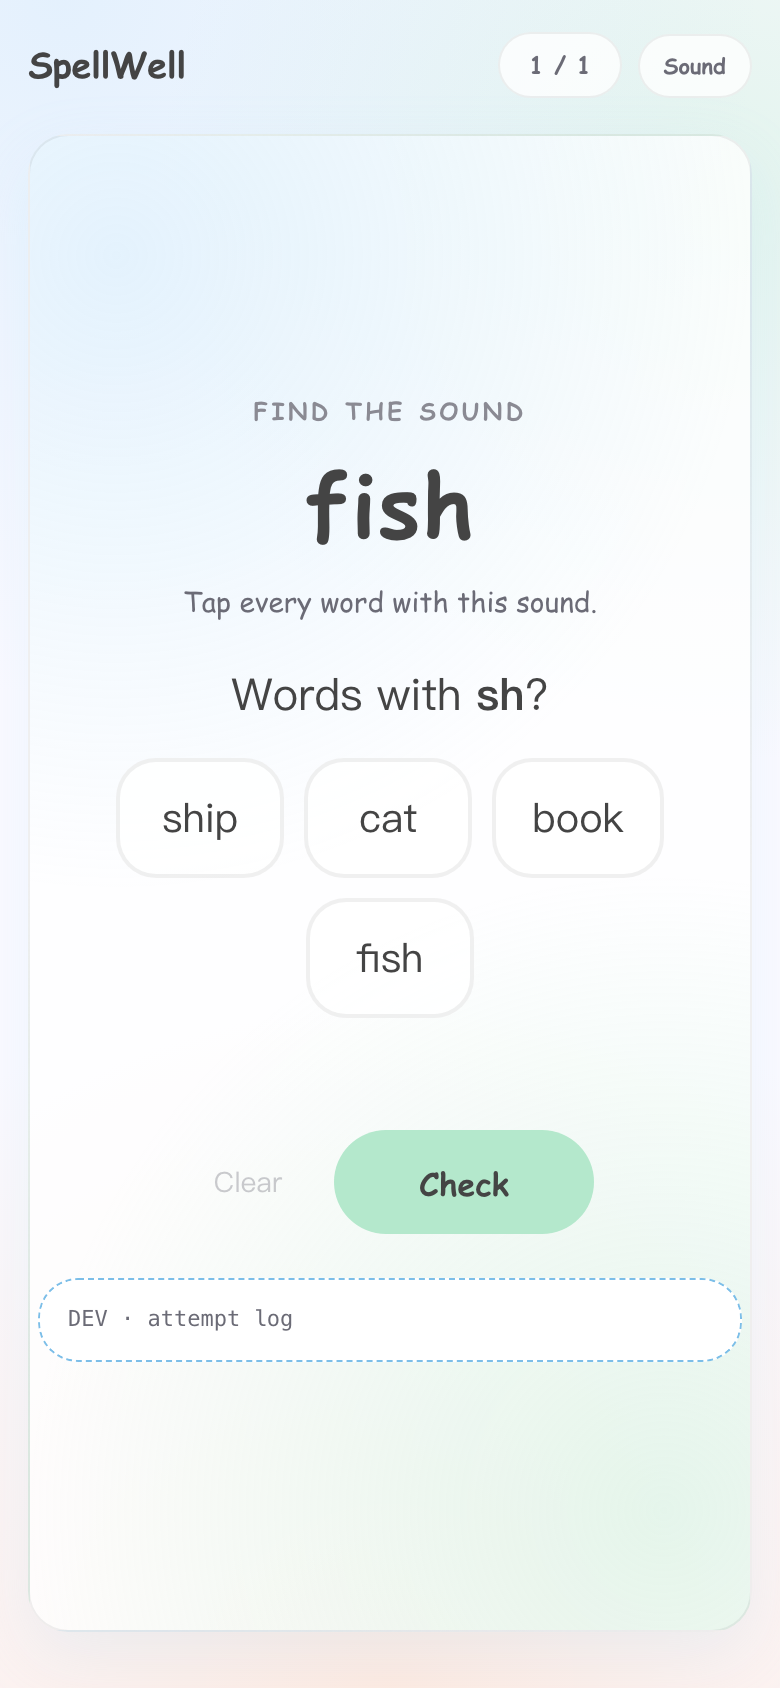 SpellWell
1 / 1
Sound
FIND THE SOUND
fish
Tap every word with this sound.
Words with sh?
ship
cat
book
fish
Clear
Check
DEV · attempt log